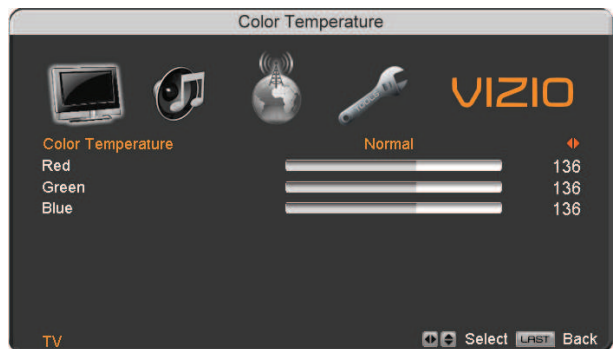 Color Temperature
VIZIO
Color Temperature Normal
Red 136
Green 136
Blue 136
TV Select LAST Back